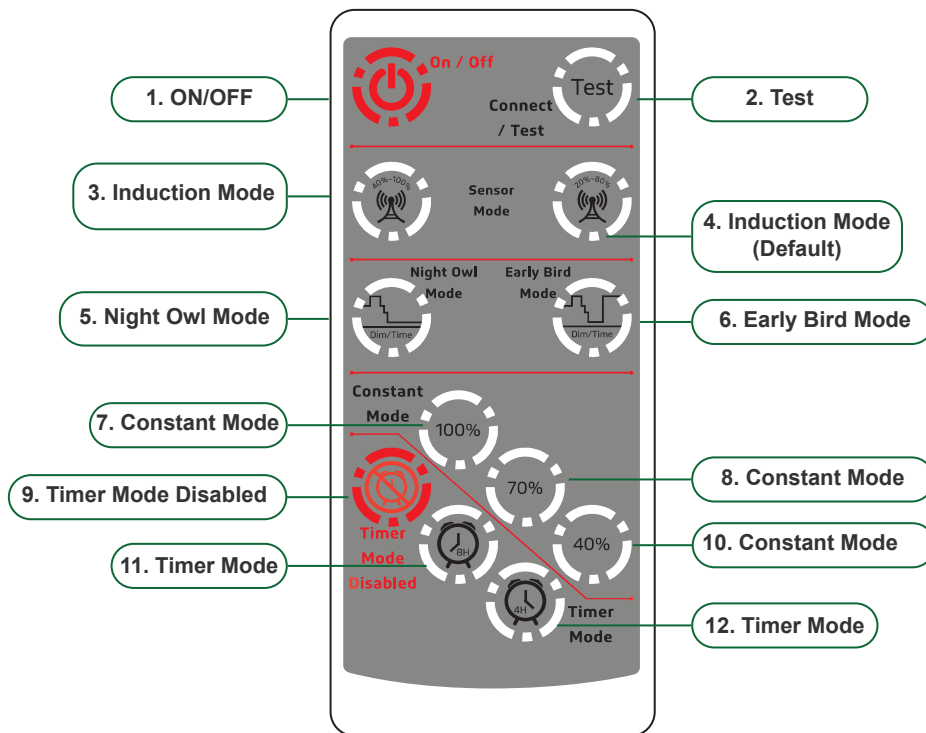 On / Off
1. ON/OFF
Test
2. Test
Connect
/ Test
3. Induction Mode
40%~100%
Sensor
Mode
20%~80%
4. Induction Mode
(Default)
Night Owl
Mode
Early Bird
Mode
5. Night Owl Mode
Dim/Time
Dim/Time
6. Early Bird Mode
Constant
Mode
7. Constant Mode
100%
9. Timer Mode Disabled
70%
8. Constant Mode
Timer
Mode
Disabled
11. Timer Mode
8H
40%
10. Constant Mode
4H
Timer
Mode
12. Timer Mode